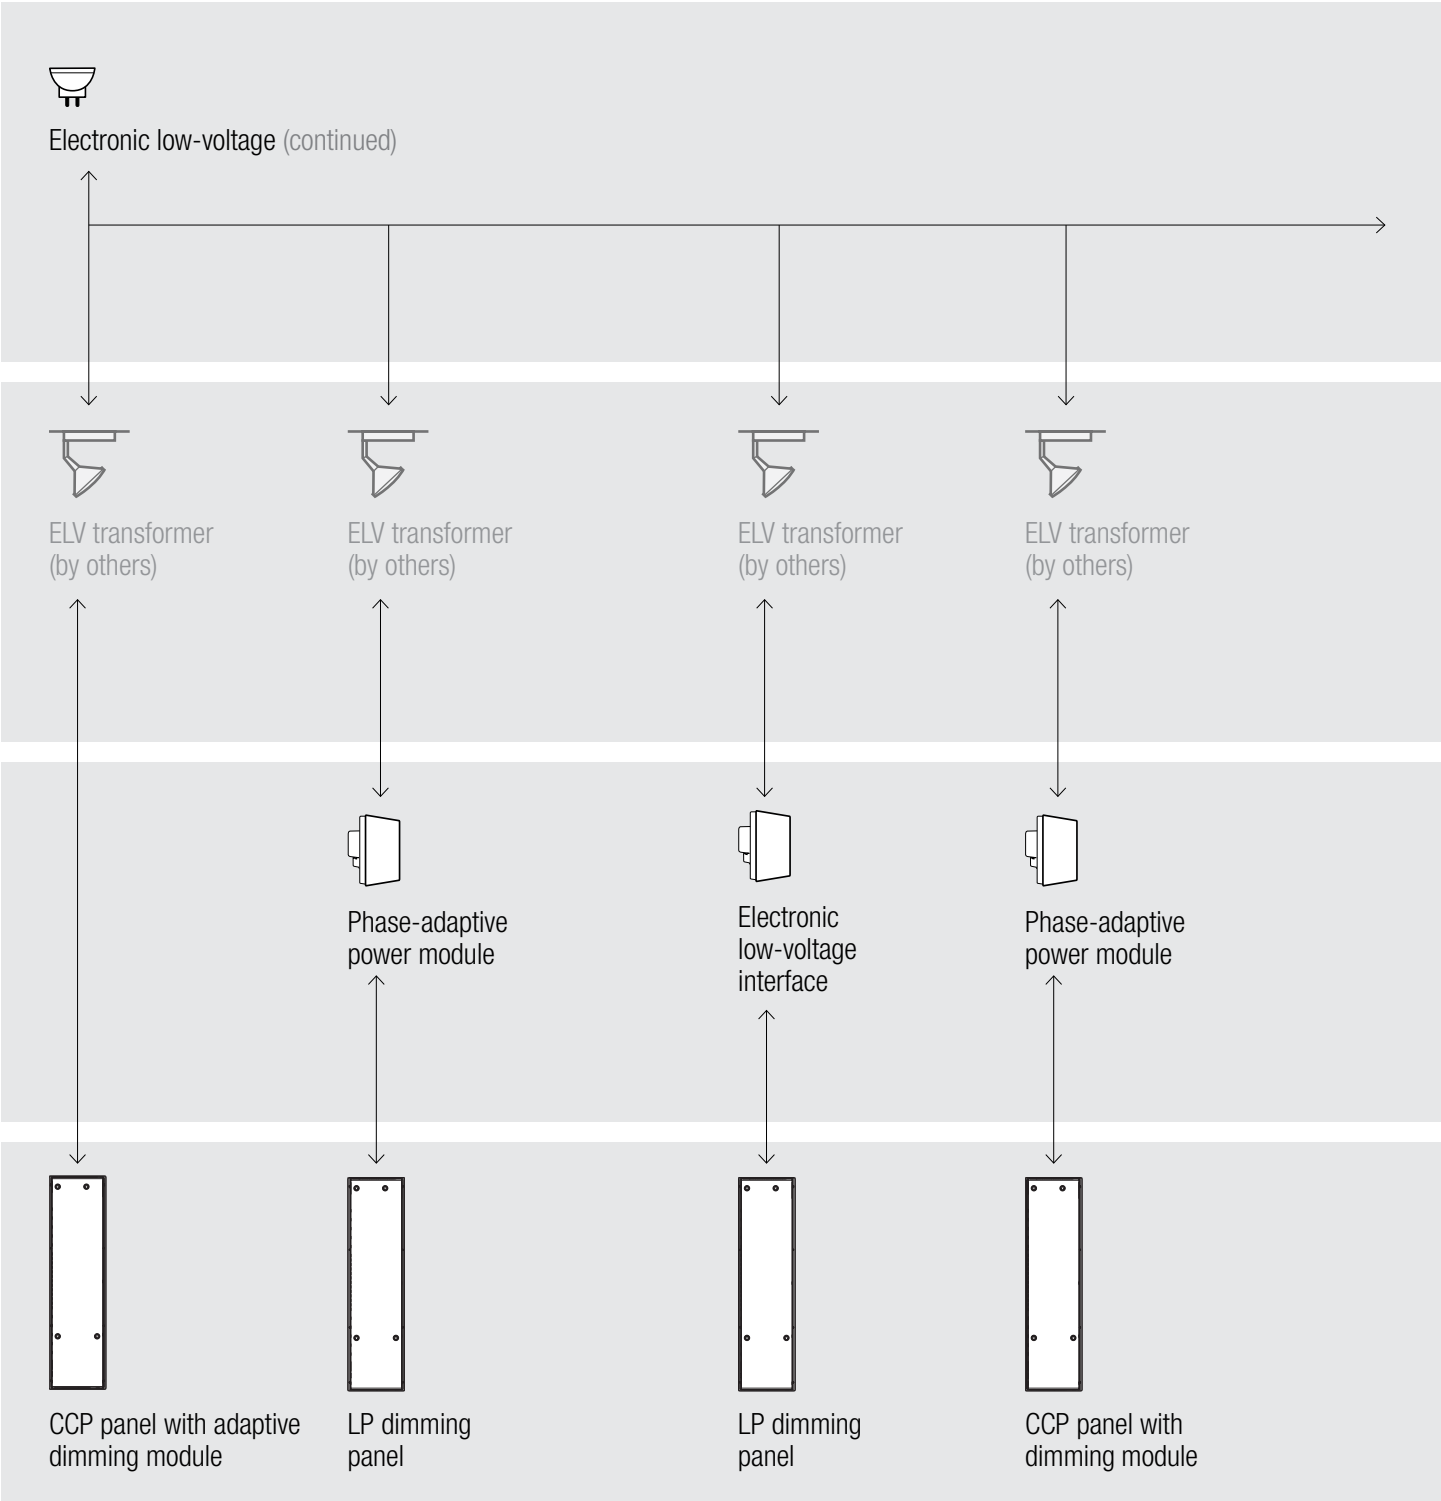 Electronic low-voltage (continued)
ELV transformer
(by others)
ELV transformer
(by others)
ELV transformer
(by others)
ELV transformer
(by others)
Phase-adaptive
power module
Electronic
low-voltage
interface
Phase-adaptive
power module
CCP panel with adaptive
dimming module
LP dimming
panel
LP dimming
panel
CCP panel with
dimming module